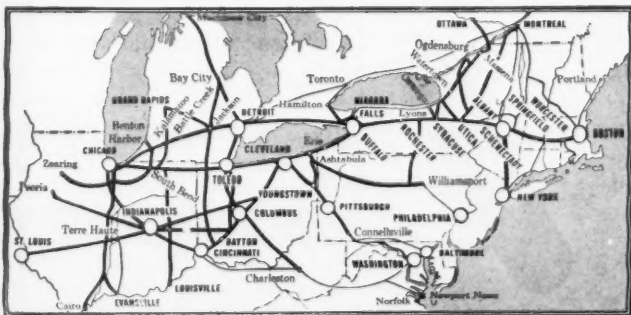 Mackinaw City
OTTAWA
MONTREAL
Ogdensburg
Bay City
Toronto
Watertown
Massena
Portland
GRAND RAPIDS
Kalamazoo
Battle Creek
Jackson
DETROIT
Hamilton
NIAGARA
FALLS
Lyons
ALBANY
SPRINGFIELD
WORCESTER
BOSTON
Benton
Harbor
CHICAGO
CLEVELAND
Erie
BUFFALO
ROCHESTER
SYRACUSE
UTICA
SCHENECTADY
Zearing
South Bend
TOLEDO
Ashtabula
Williamsport
Peoria
INDIANAPOLIS
YOUNGSTOWN
COLUMBUS
PITTSBURGH
PHILADELPHIA
NEW YORK
Terre Haute
ST. LOUIS
DAYTON
CINCINNATI
Connellsville
WASHINGTON
BALTIMORE
LOUISVILLE
Charleston
Cairo
EVANSVILLE
Norfolk
Newport News